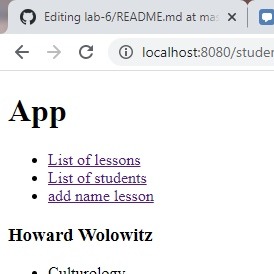 Editing lab-6/README.md at mas
localhost:8080/studen
App
List of lessons
List of students
add name lesson
Howard Wolowitz
Culturology